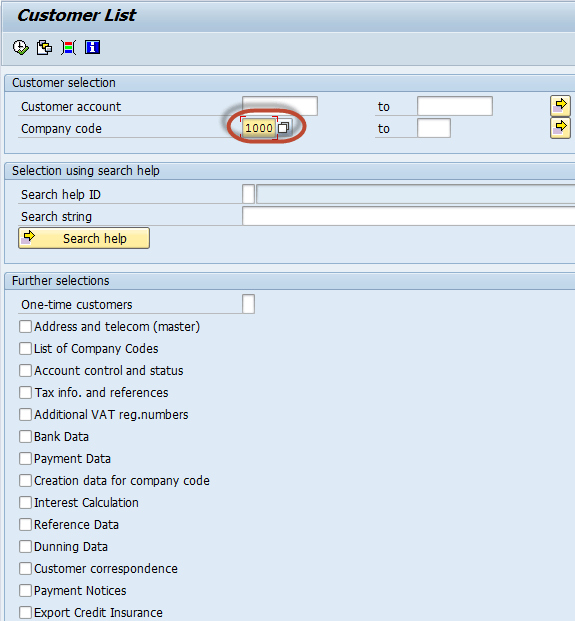 Customer List
Customer selection
Customer account to
Company code 1000 to
Selection using search help
Search help ID
Search string
Search help
Further selections
One-time customers
Address and telecom (master)
List of Company Codes
Account control and status
Tax info. and references
Additional VAT reg.numbers
Bank Data
Payment Data
Creation data for company code
Interest Calculation
Reference Data
Dunning Data
Customer correspondence
Payment Notices
Export Credit Insurance